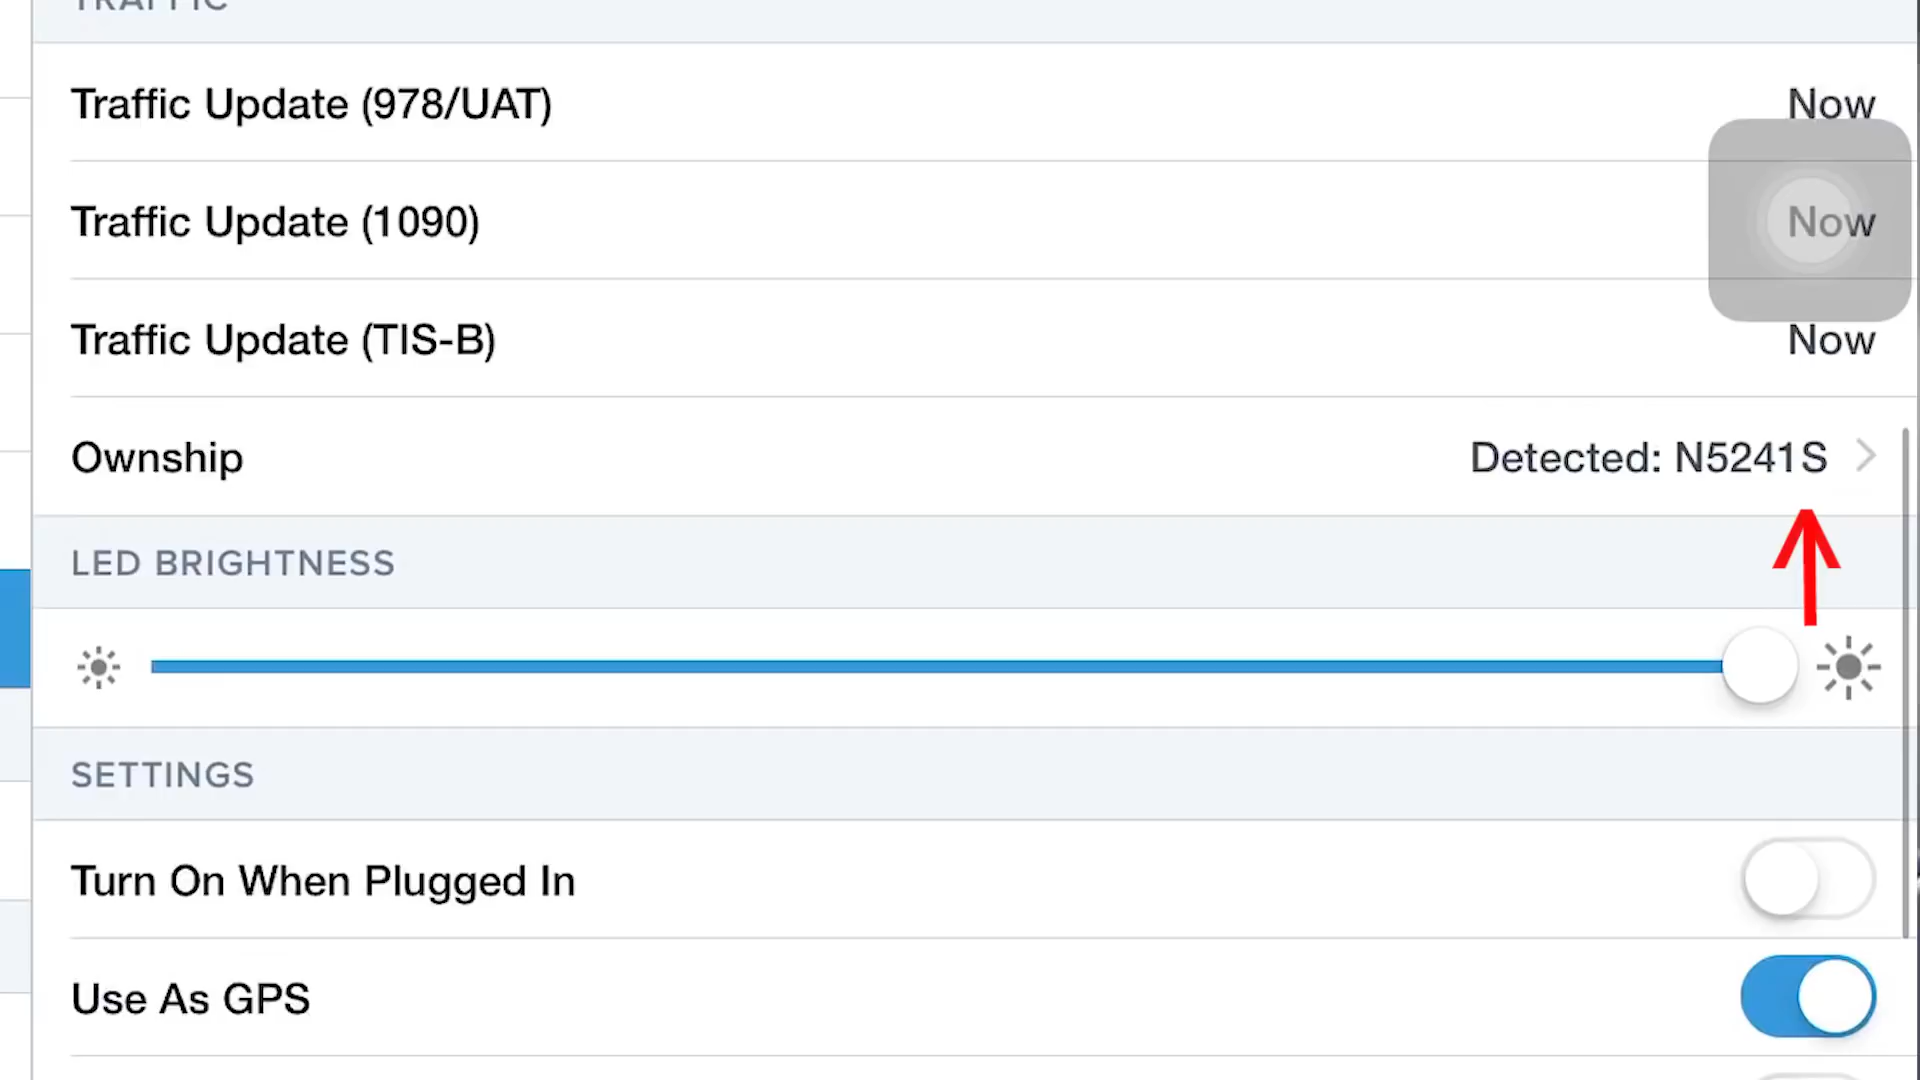 TRAFFIC
Traffic Update (978/UAT) Now
Traffic Update (1090) Now
Traffic Update (TIS-B) Now
Ownship Detected: N5241S
LED BRIGHTNESS
SETTINGS
Turn On When Plugged In
Use As GPS